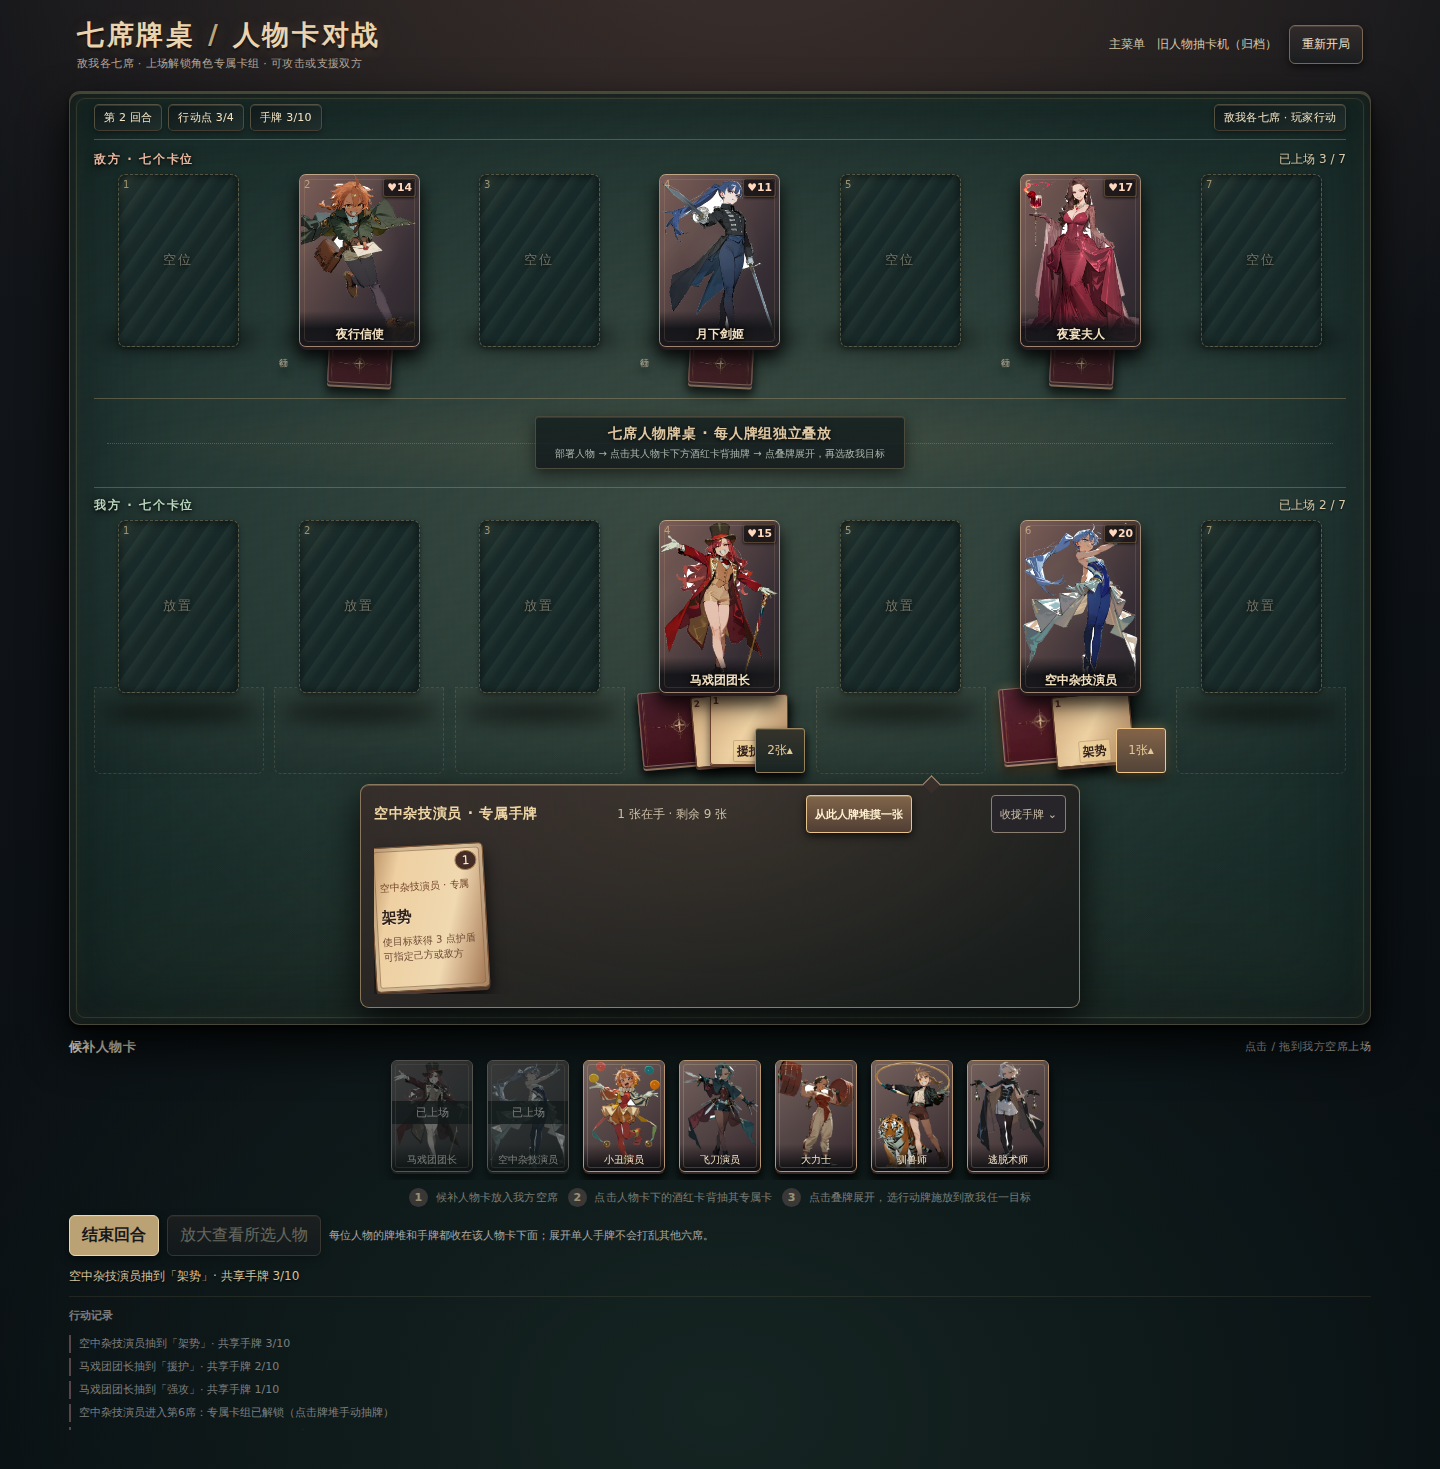 七席牌桌 / 人物卡对战
敌我各七席 · 上场解锁角色专属卡组 · 可攻击或支援双方
主菜单 旧人物抽卡机（归档） 重新开局
第 2 回合 行动点 3/4 手牌 3/10 敌我各七席 · 玩家行动
敌方 · 七个卡位 已上场 3 / 7
1 2 ♥14 3 4 ♥11 5 6 ♥17 7
空位 空位 空位 空位
夜行信使 月下剑姬 夜宴夫人
七席人物牌桌 · 每人牌组独立叠放
部署人物 → 点击其人物卡下方酒红卡背抽牌 → 点叠牌展开，再选敌我目标
我方 · 七个卡位 已上场 2 / 7
1 2 3 4 ♥15 5 6 ♥20 7
放置 放置 放置 放置 放置
马戏团团长 空中杂技演员
2 1 1
援护 2张▴ 架势 1张▴
空中杂技演员 · 专属手牌 1 张在手 · 剩余 9 张 从此人牌堆摸一张 收拢手牌 ⌄
1
空中杂技演员 · 专属
架势
使目标获得 3 点护盾
可指定己方或敌方
候补人物卡 点击 / 拖到我方空席上场
已上场 已上场
马戏团团长 空中杂技演员 小丑演员 飞刀演员 大力士 驯兽师 逃脱术师
1 候补人物卡放入我方空席 2 点击人物卡下的酒红卡背抽其专属卡 3 点击叠牌展开，选行动牌施放到敌我任一目标
结束回合 放大查看所选人物 每位人物的牌堆和手牌都收在该人物卡下面；展开单人手牌不会打乱其他六席。
空中杂技演员抽到「架势」· 共享手牌 3/10
行动记录
空中杂技演员抽到「架势」· 共享手牌 3/10
马戏团团长抽到「援护」· 共享手牌 2/10
马戏团团长抽到「强攻」· 共享手牌 1/10
空中杂技演员进入第6席：专属卡组已解锁（点击牌堆手动抽牌）